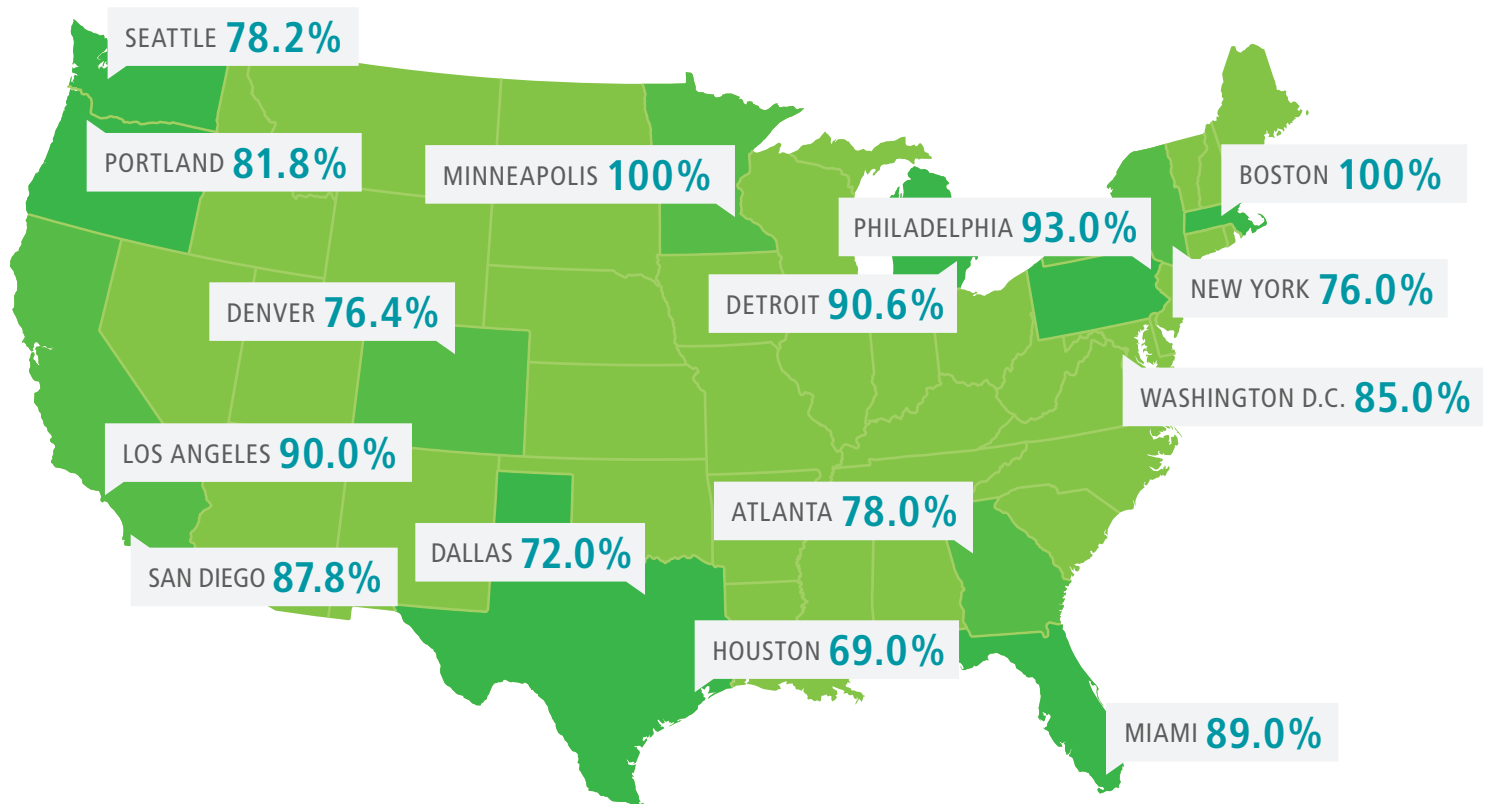 SEATTLE 78.2%
PORTLAND 81.8%
MINNEAPOLIS 100%
BOSTON 100%
PHILADELPHIA 93.0%
NEW YORK 76.0%
DENVER 76.4%
DETROIT 90.6%
WASHINGTON D.C. 85.0%
LOS ANGELES 90.0%
ATLANTA 78.0%
DALLAS 72.0%
SAN DIEGO 87.8%
HOUSTON 69.0%
MIAMI 89.0%